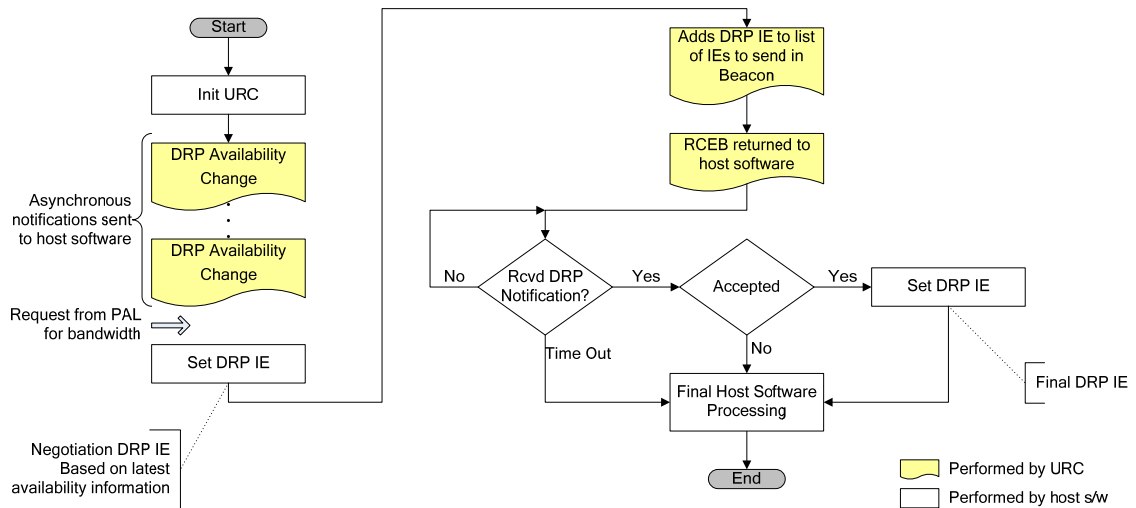 Start
Init URC
DRP Availability
Change
Asynchronous
notifications sent
to host software
DRP Availability
Change
Request from PAL
for bandwidth
Set DRP IE
Negotiation DRP IE
Based on latest
availability information
Adds DRP IE to list
of IEs to send in
Beacon
RCEB returned to
host software
No
Rcvd DRP
Notification?
Yes
Accepted
Yes
Set DRP IE
Time Out
No
Final Host Software
Processing
Final DRP IE
End
Performed by URC
Performed by host s/w